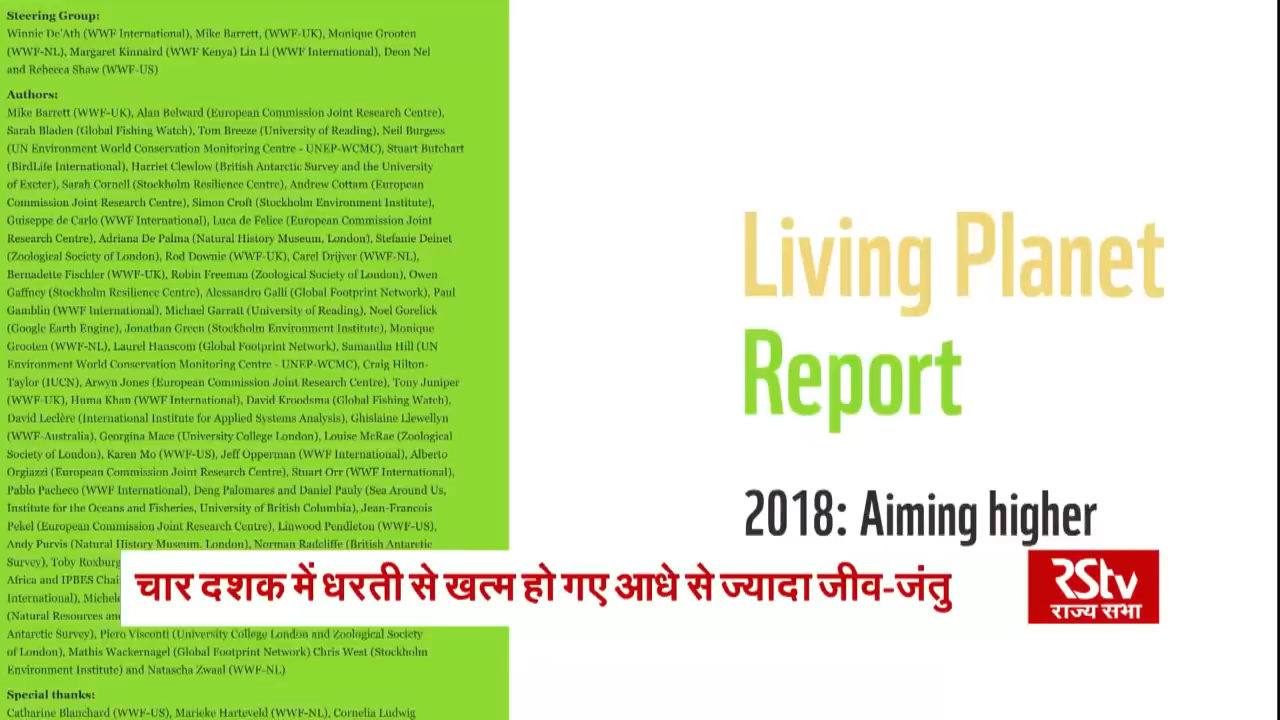 Steering Group:
Winnie De'Ath (WWF International), Mike Barrett, (WWF-UK), Monique Grooten
(WWF-NL), Margaret Kinnaird (WWF Kenya) Lin Li (WWF International), Deon Nel
and Rebecca Shaw (WWF-US)
Authors:
Mike Barrett (WWF-UK), Alan Belward (European Commission Joint Research Centre),
Sarah Bladen (Global Fishing Watch), Tom Breeze (University of Reading), Neil Burgess
(UN Environment World Conservation Monitoring Centre - UNEP-WCMC), Stuart Butchart
(BirdLife International), Harriet Clewlow (British Antarctic Survey and the University
of Exeter), Sarah Cornell (Stockholm Resilience Centre), Andrew Cottam (European
Commission Joint Research Centre), Simon Croft (Stockholm Environment Institute),
Guiseppe de Carlo (WWF International), Luca de Felice (European Commission Joint
Research Centre), Adriana De Palma (Natural History Museum, London), Stefanie Deinet
(Zoological Society of London), Rod Downie (WWF-UK), Carel Drijver (WWF-NL),
Bernadette Fischler (WWF-UK), Robin Freeman (Zoological Society of London), Owen
Gaffney (Stockholm Resilience Centre), Alessandro Galli (Global Footprint Network), Paul
Gamblin (WWF International), Michael Garratt (University of Reading), Noel Gorelick
(Google Earth Engine), Jonathan Green (Stockholm Environment Institute), Monique
Grooten (WWF-NL), Laurel Hanscom (Global Footprint Network), Samantha Hill (UN
Environment World Conservation Monitoring Centre - UNEP-WCMC), Craig Hilton-
Taylor (IUCN), Arwyn Jones (European Commission Joint Research Centre), Tony Juniper
(WWF-UK), Huma Khan (WWF International), David Kroodsma (Global Fishing Watch),
David Leclère (International Institute for Applied Systems Analysis), Ghislaine Llewellyn
(WWF-Australia), Georgina Mace (University College London), Louise McRae (Zoological
Society of London), Karen Mo (WWF-US), Jeff Opperman (WWF International), Alberto
Orgiazzi (European Commission Joint Research Centre), Stuart Orr (WWF International),
Pablo Pacheco (WWF International), Deng Palomares and Daniel Pauly (Sea Around Us,
Institute for the Oceans and Fisheries, University of British Columbia), Jean-Francois
Pekel (European Commission Joint Research Centre), Linwood Pendleton (WWF-US),
Andy Purvis (Natural History Museum, London), Norman Radcliffe (British Antarctic
Survey), Toby Roxburg
Africa and IPBES Chai
International), Michele
(Natural Resources and
Antarctic Survey), Piero Visconti (University College London and Zoological Society
of London), Mathis Wackernagel (Global Footprint Network) Chris West (Stockholm
Environment Institute) and Natascha Zwaal (WWF-NL)
Special thanks:
Catharine Blanchard (WWF-US), Marieke Harteveld (WWF-NL), Cornelia Ludwig
Living Planet
Report
2018: Aiming higher
चार दशक में धरती से खत्म हो गए आधे से ज्यादा जीव-जंतु
RStv
राज्य सभा